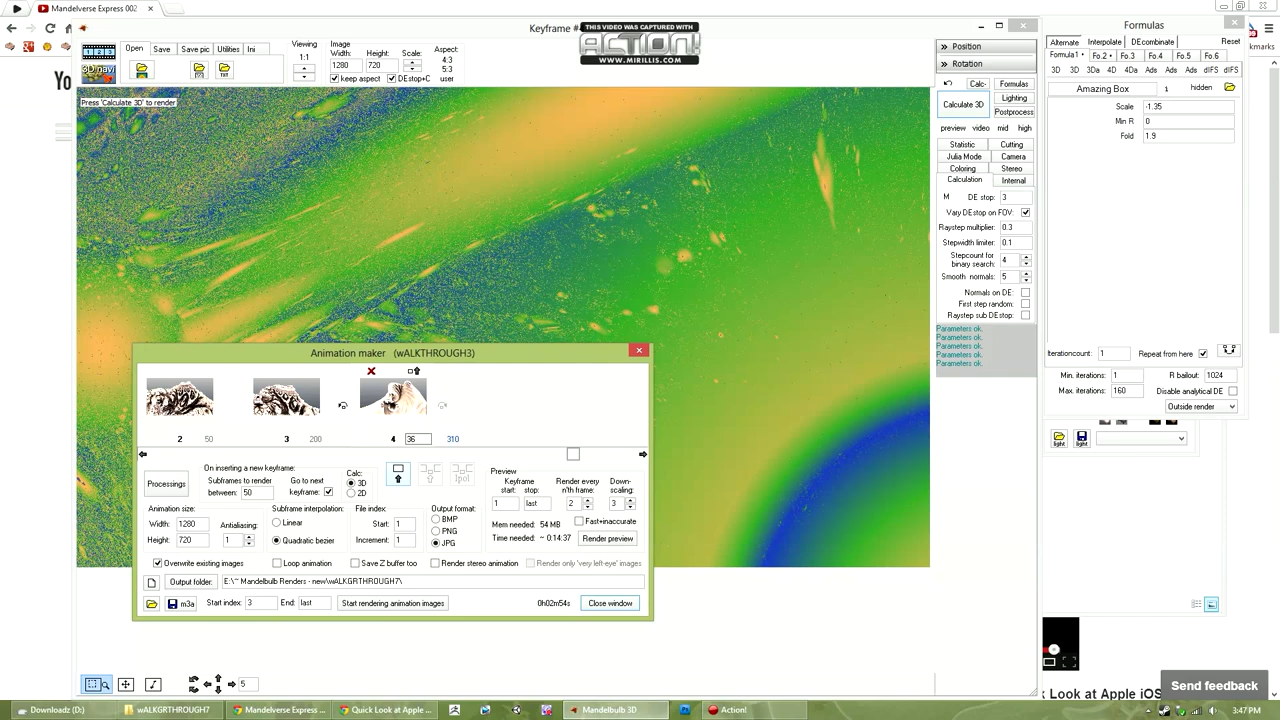 Mandelverse Express 002
Keyframe #4
THIS VIDEO WAS CAPTURED WITH
ACTION!
WWW.MIRILLIS.COM
Formulas
Open
Save
Save pic
Utilities
Ini
Viewing
1:1
Image
Width:
Height:
Scale:
1280
720
keep aspect
DEstop+C
Aspect:
4:3
5:3
user
3D navi
m3p
Position
Rotation
Alternate
Interpolate
DEcombine
Reset
Formula1 *
Fo.2 *
Fo.3
Fo.4
Fo.5
Fo.6
3D
3D
3Da
4D
4Da
Ads
Ads
Ads
dIFS
dIFS
Amazing Box
hidden
Scale
-1.35
Min R
0
Fold
1.9
Press 'Calculate 3D' to render
Calc-
Formulas
Calculate 3D
Lighting
Postprocess
preview
video
mid
high
Statistic
Cutting
Julia Mode
Camera
Coloring
Stereo
Calculation
Internal
M
DE stop:
3
Vary DEstop on FOV:
Raystep multiplier:
0.3
Stepwidth limiter:
0.1
Stepcount for
binary search:
4
Smooth normals:
5
Normals on DE:
First step random:
Raystep sub DEstop:
Parameters ok.
Parameters ok.
Parameters ok.
Parameters ok.
Parameters ok.
Iterationcount:
1
Repeat from here
Min. iterations:
1
R bailout:
1024
Max. iterations:
160
Disable analytical DE
Outside render
light
light
Animation maker (wALKTHROUGH3)
2
50
3
200
4
36
310
Processings
On inserting a new keyframe:
Subframes to render
between:
50
Go to next
keyframe:
Calc:
3D
2D
Ipol
Preview
Keyframe
start:
stop:
1
last
Render every
n'th frame:
2
Down-
scaling:
3
Animation size:
Width:
1280
Height:
720
Antialiasing:
1
Subframe interpolation:
Linear
Quadratic bezier
File index:
Start:
1
Increment:
1
Output format:
BMP
PNG
JPG
Mem needed:
54 MB
Time needed:
~ 0:14:37
Fast+inaccurate
Render preview
Overwrite existing images
Loop animation
Save Z buffer too
Render stereo animation
Render only 'very left-eye' images
Output folder:
E:\~ Mandelbulb Renders - new\wALKGRTHROUGH7\
m3a
Start index:
3
End:
last
Start rendering animation images
0h02m54s
Close window
5
Look at Apple iOS
Send feedback
Downloadz (D:)
wALKGRTHROUGH7
Mandelverse Express ...
Quick Look at Apple ...
Mandelbulb 3D
Action!
3:47 PM